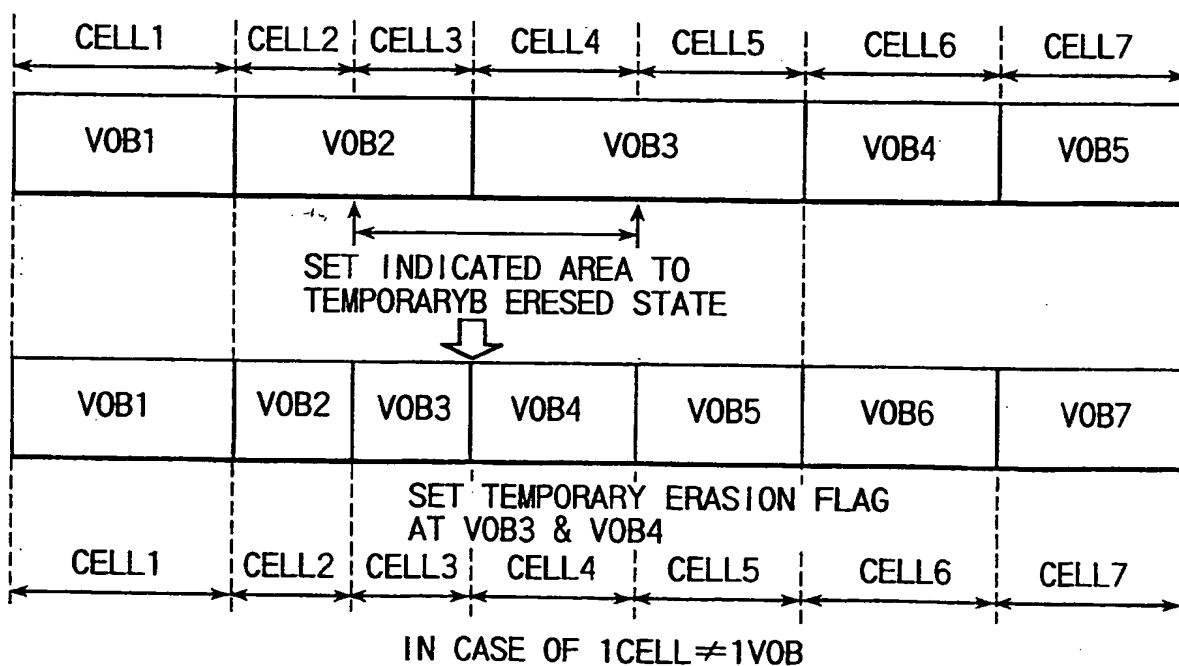 CELL1 CELL2 CELL3 CELL4 CELL5 CELL6 CELL7
VOB1 VOB2 VOB3 VOB4 VOB5
SET INDICATED AREA TO
TEMPORARYB ERESED STATE
VOB1 VOB2 VOB3 VOB4 VOB5 VOB6 VOB7
SET TEMPORARY ERASION FLAG
AT VOB3 & VOB4
CELL1 CELL2 CELL3 CELL4 CELL5 CELL6 CELL7
IN CASE OF 1CELL≠1VOB